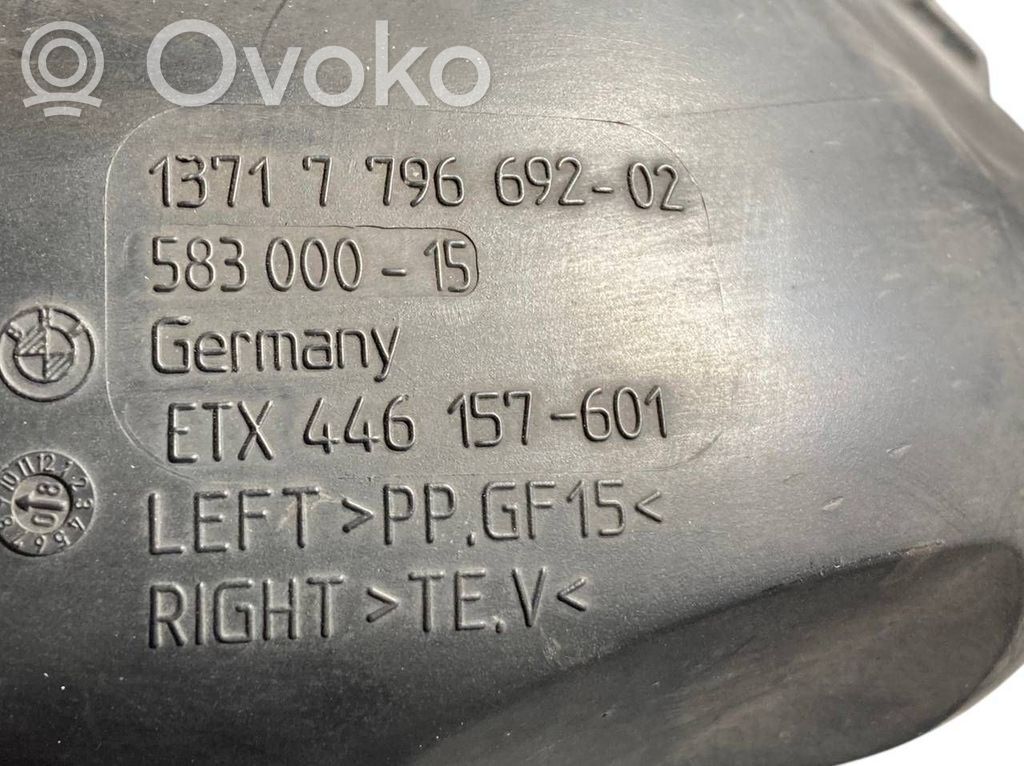 Ovoko
1371 7 796 692-02
583 000 - 15
Germany
ETX 446 157-601
LEFT >PP.GF15<
RIGHT >TE.V<